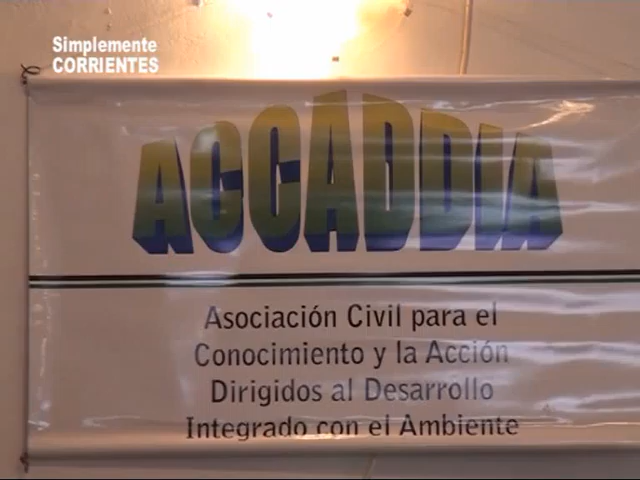 Simplemente
CORRIENTES
ACCADDIA
Asociación Civil para el
Conocimiento y la Acción
Dirigidos al Desarrollo
Integrado con el Ambiente